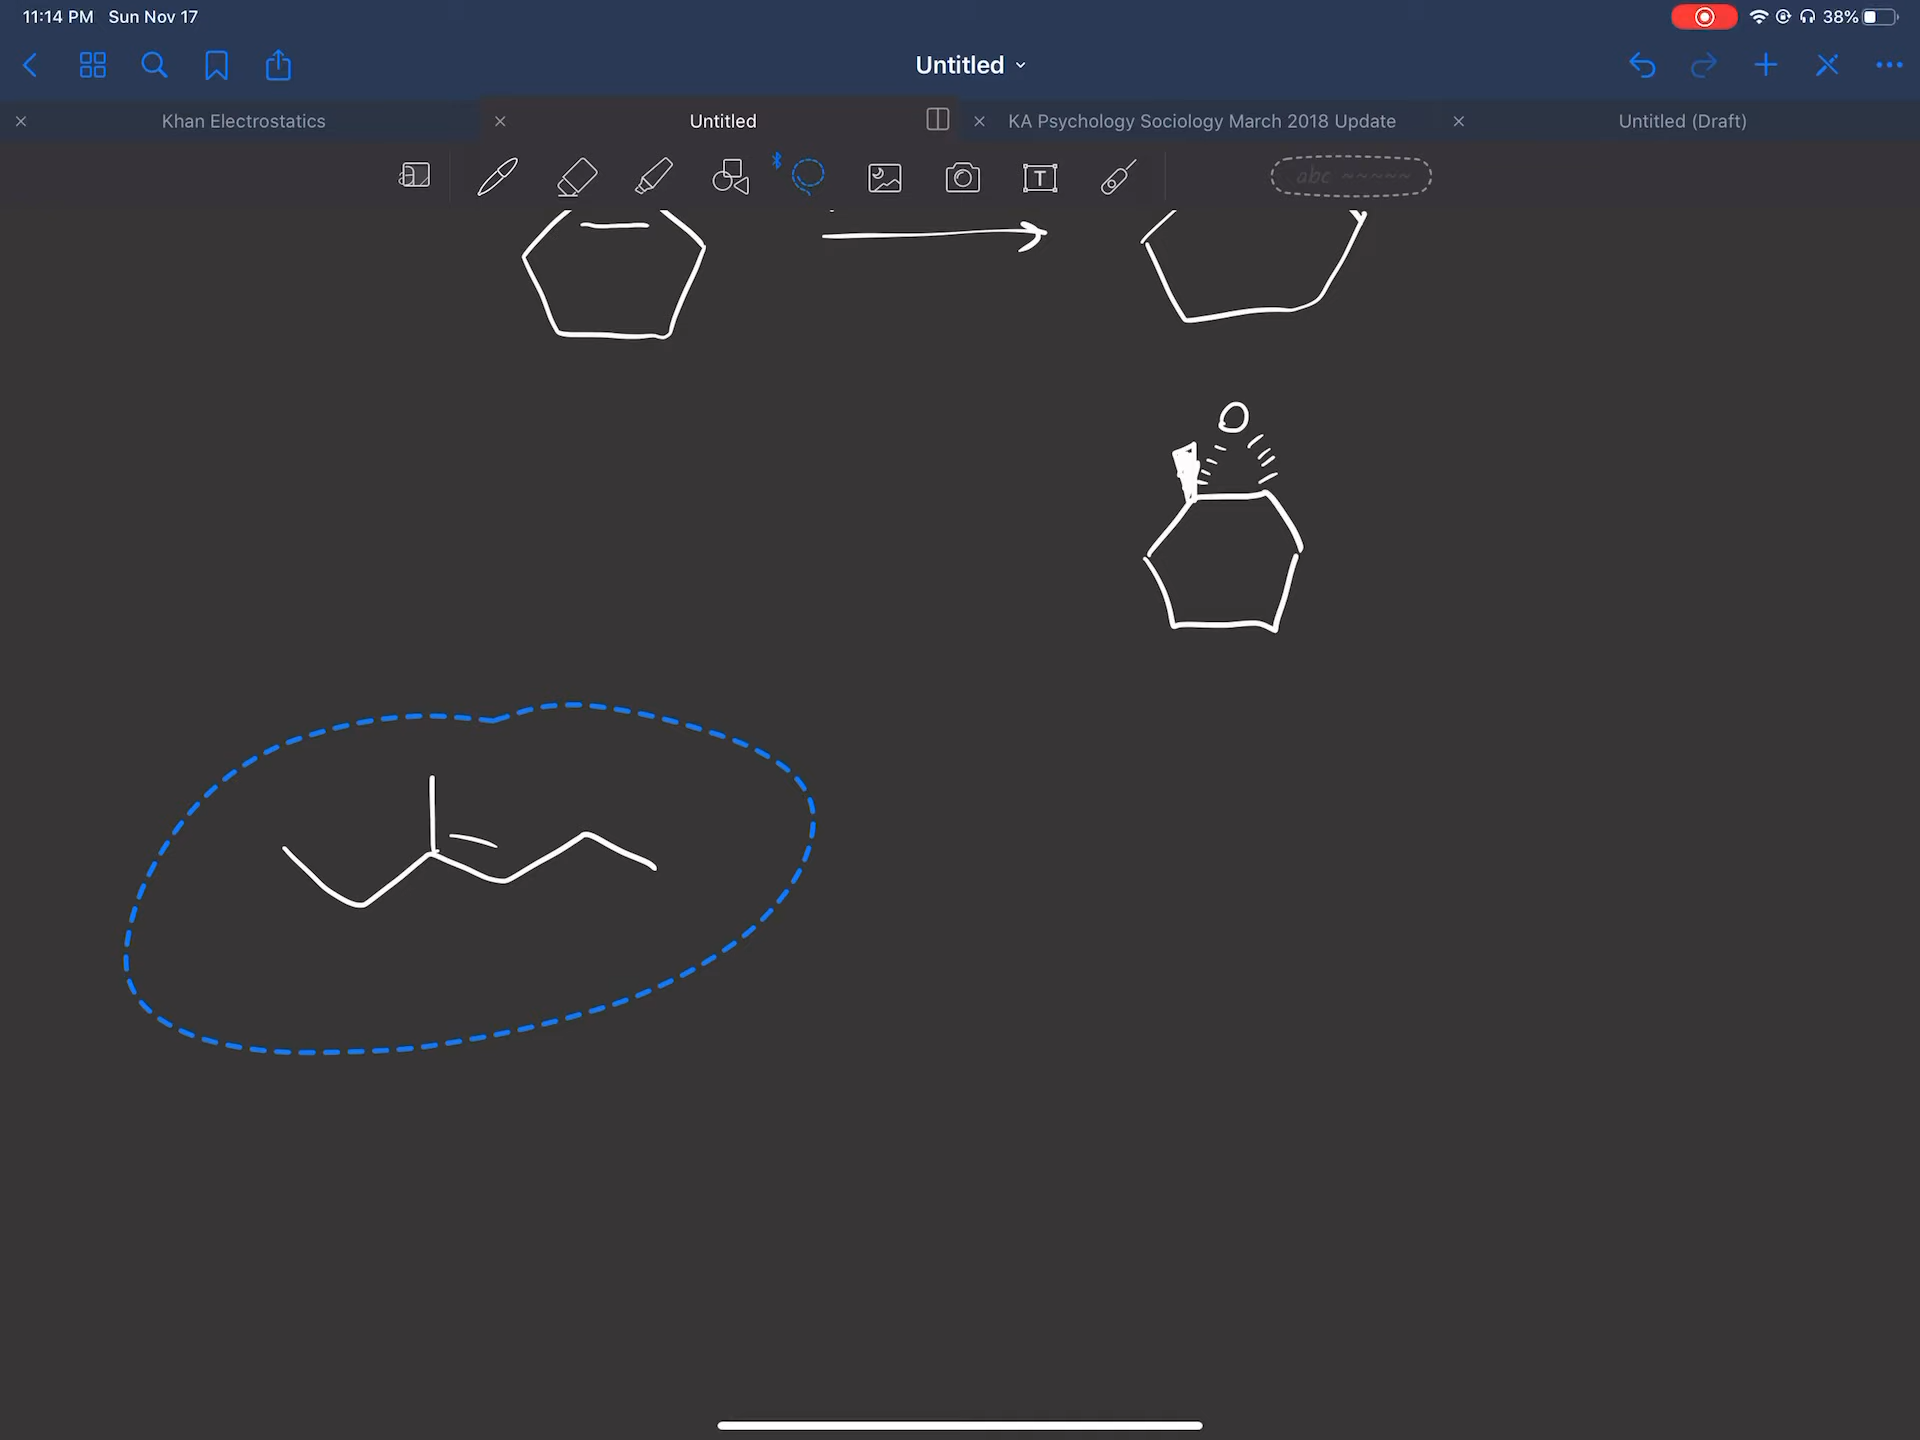 11:14 PM Sun Nov 17 38%
Untitled
Khan Electrostatics Untitled KA Psychology Sociology March 2018 Update Untitled (Draft)
a T abc ~~~~~
O